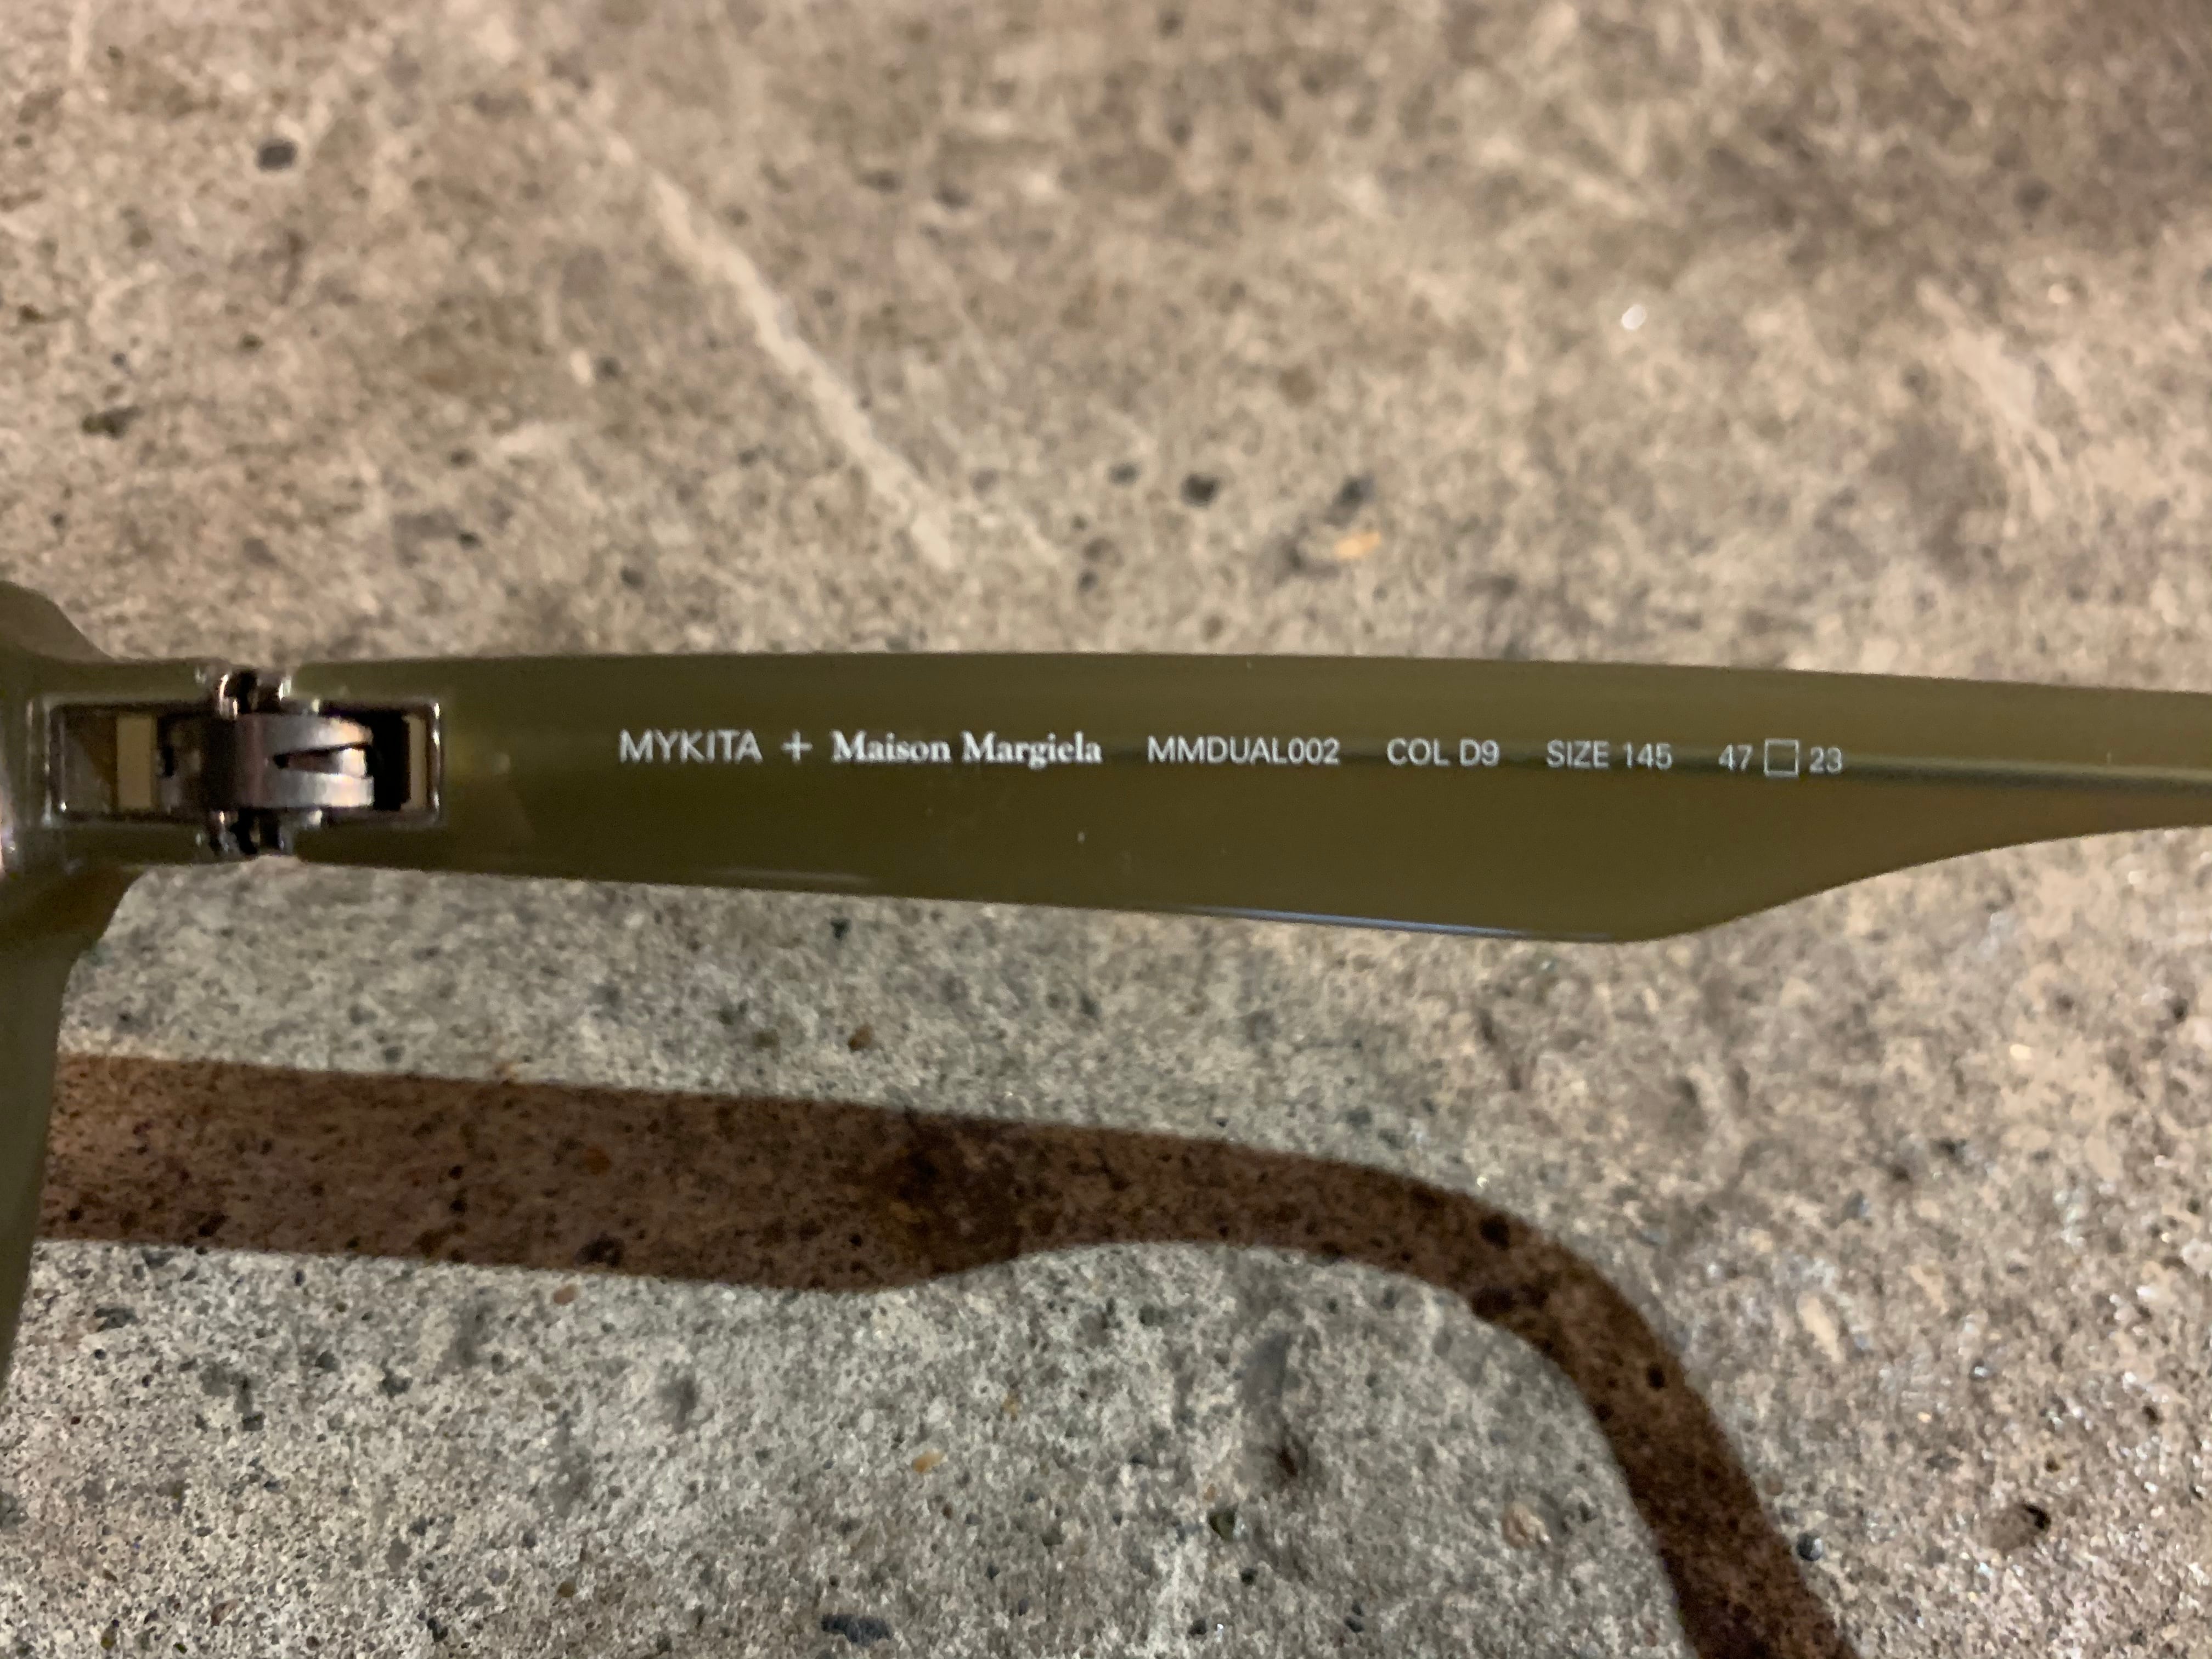 MYKITA + Maison Margiela MMDUAL002 COL D9 SIZE 145 47 □ 23